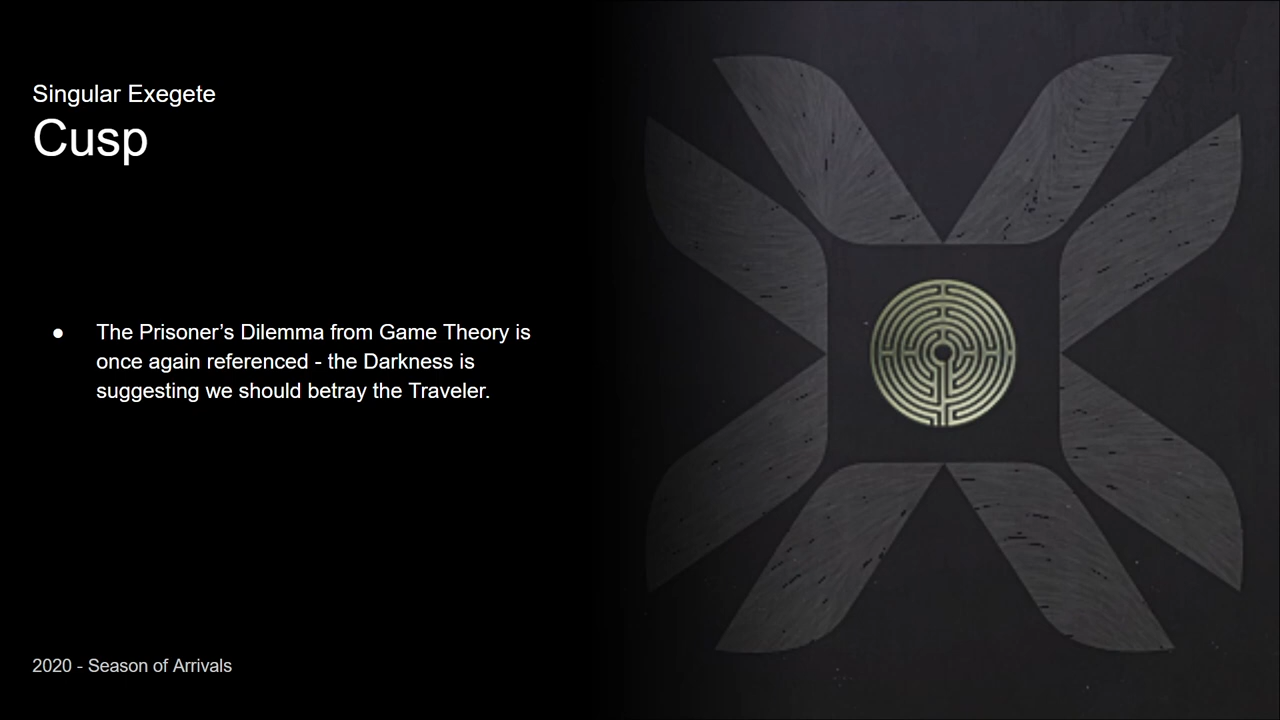 Singular Exegete
Cusp
● The Prisoner’s Dilemma from Game Theory is
once again referenced - the Darkness is
suggesting we should betray the Traveler.
2020 - Season of Arrivals